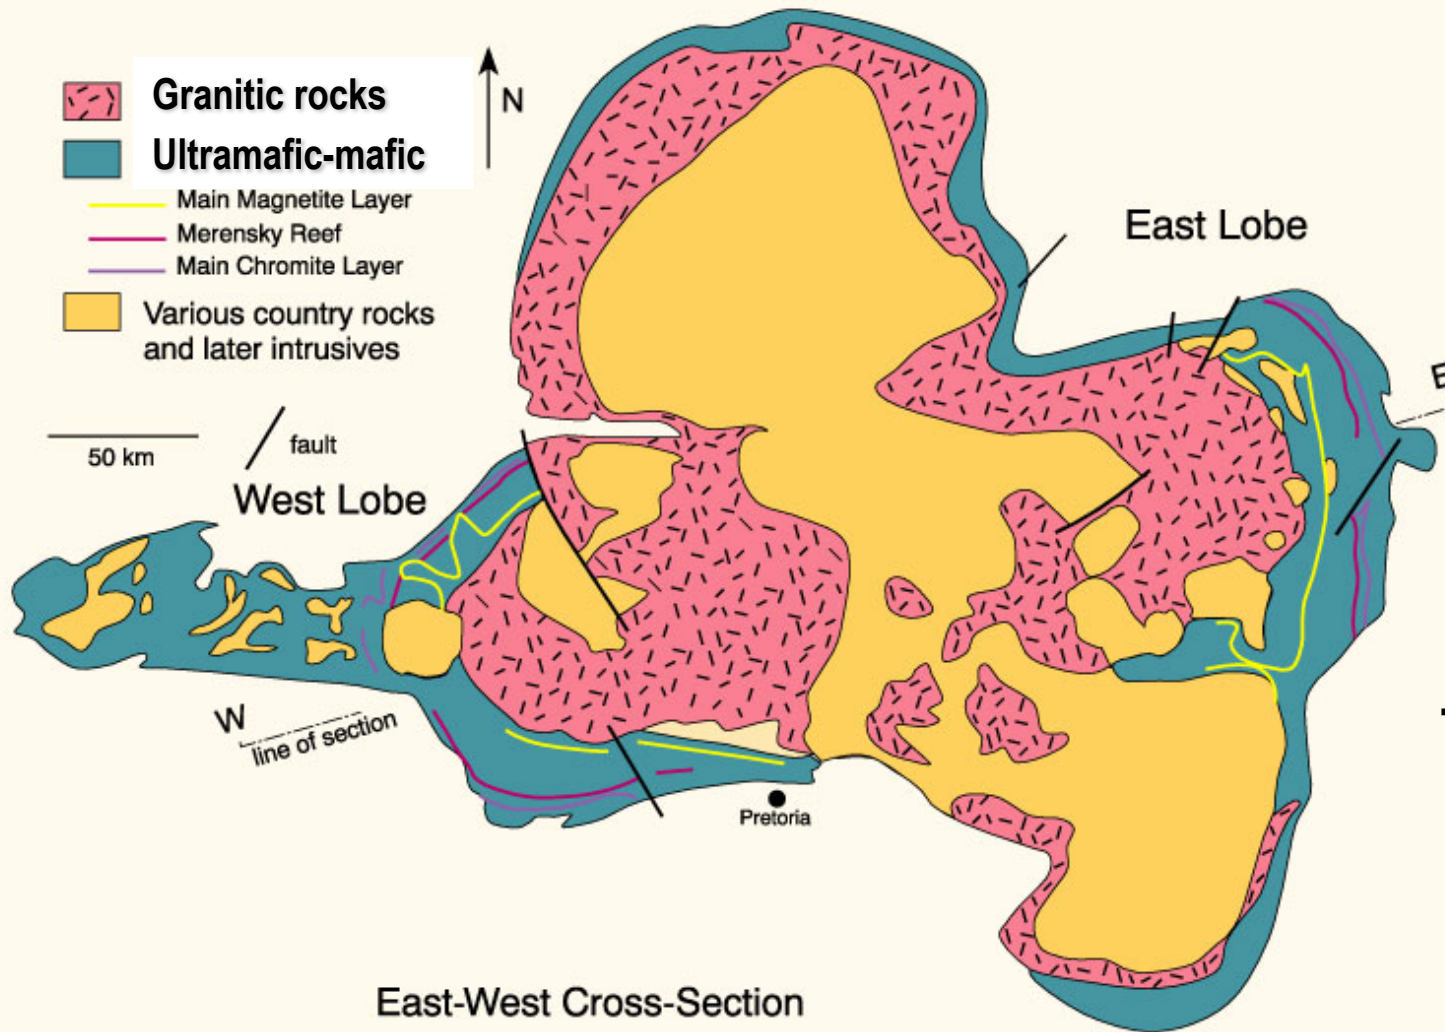 Granitic rocks
N
Ultramafic-mafic
Main Magnetite Layer
Merensky Reef
Main Chromite Layer
East Lobe
Various country rocks
and later intrusives
E
fault
50 km
West Lobe
W
line of section
Pretoria
East-West Cross-Section